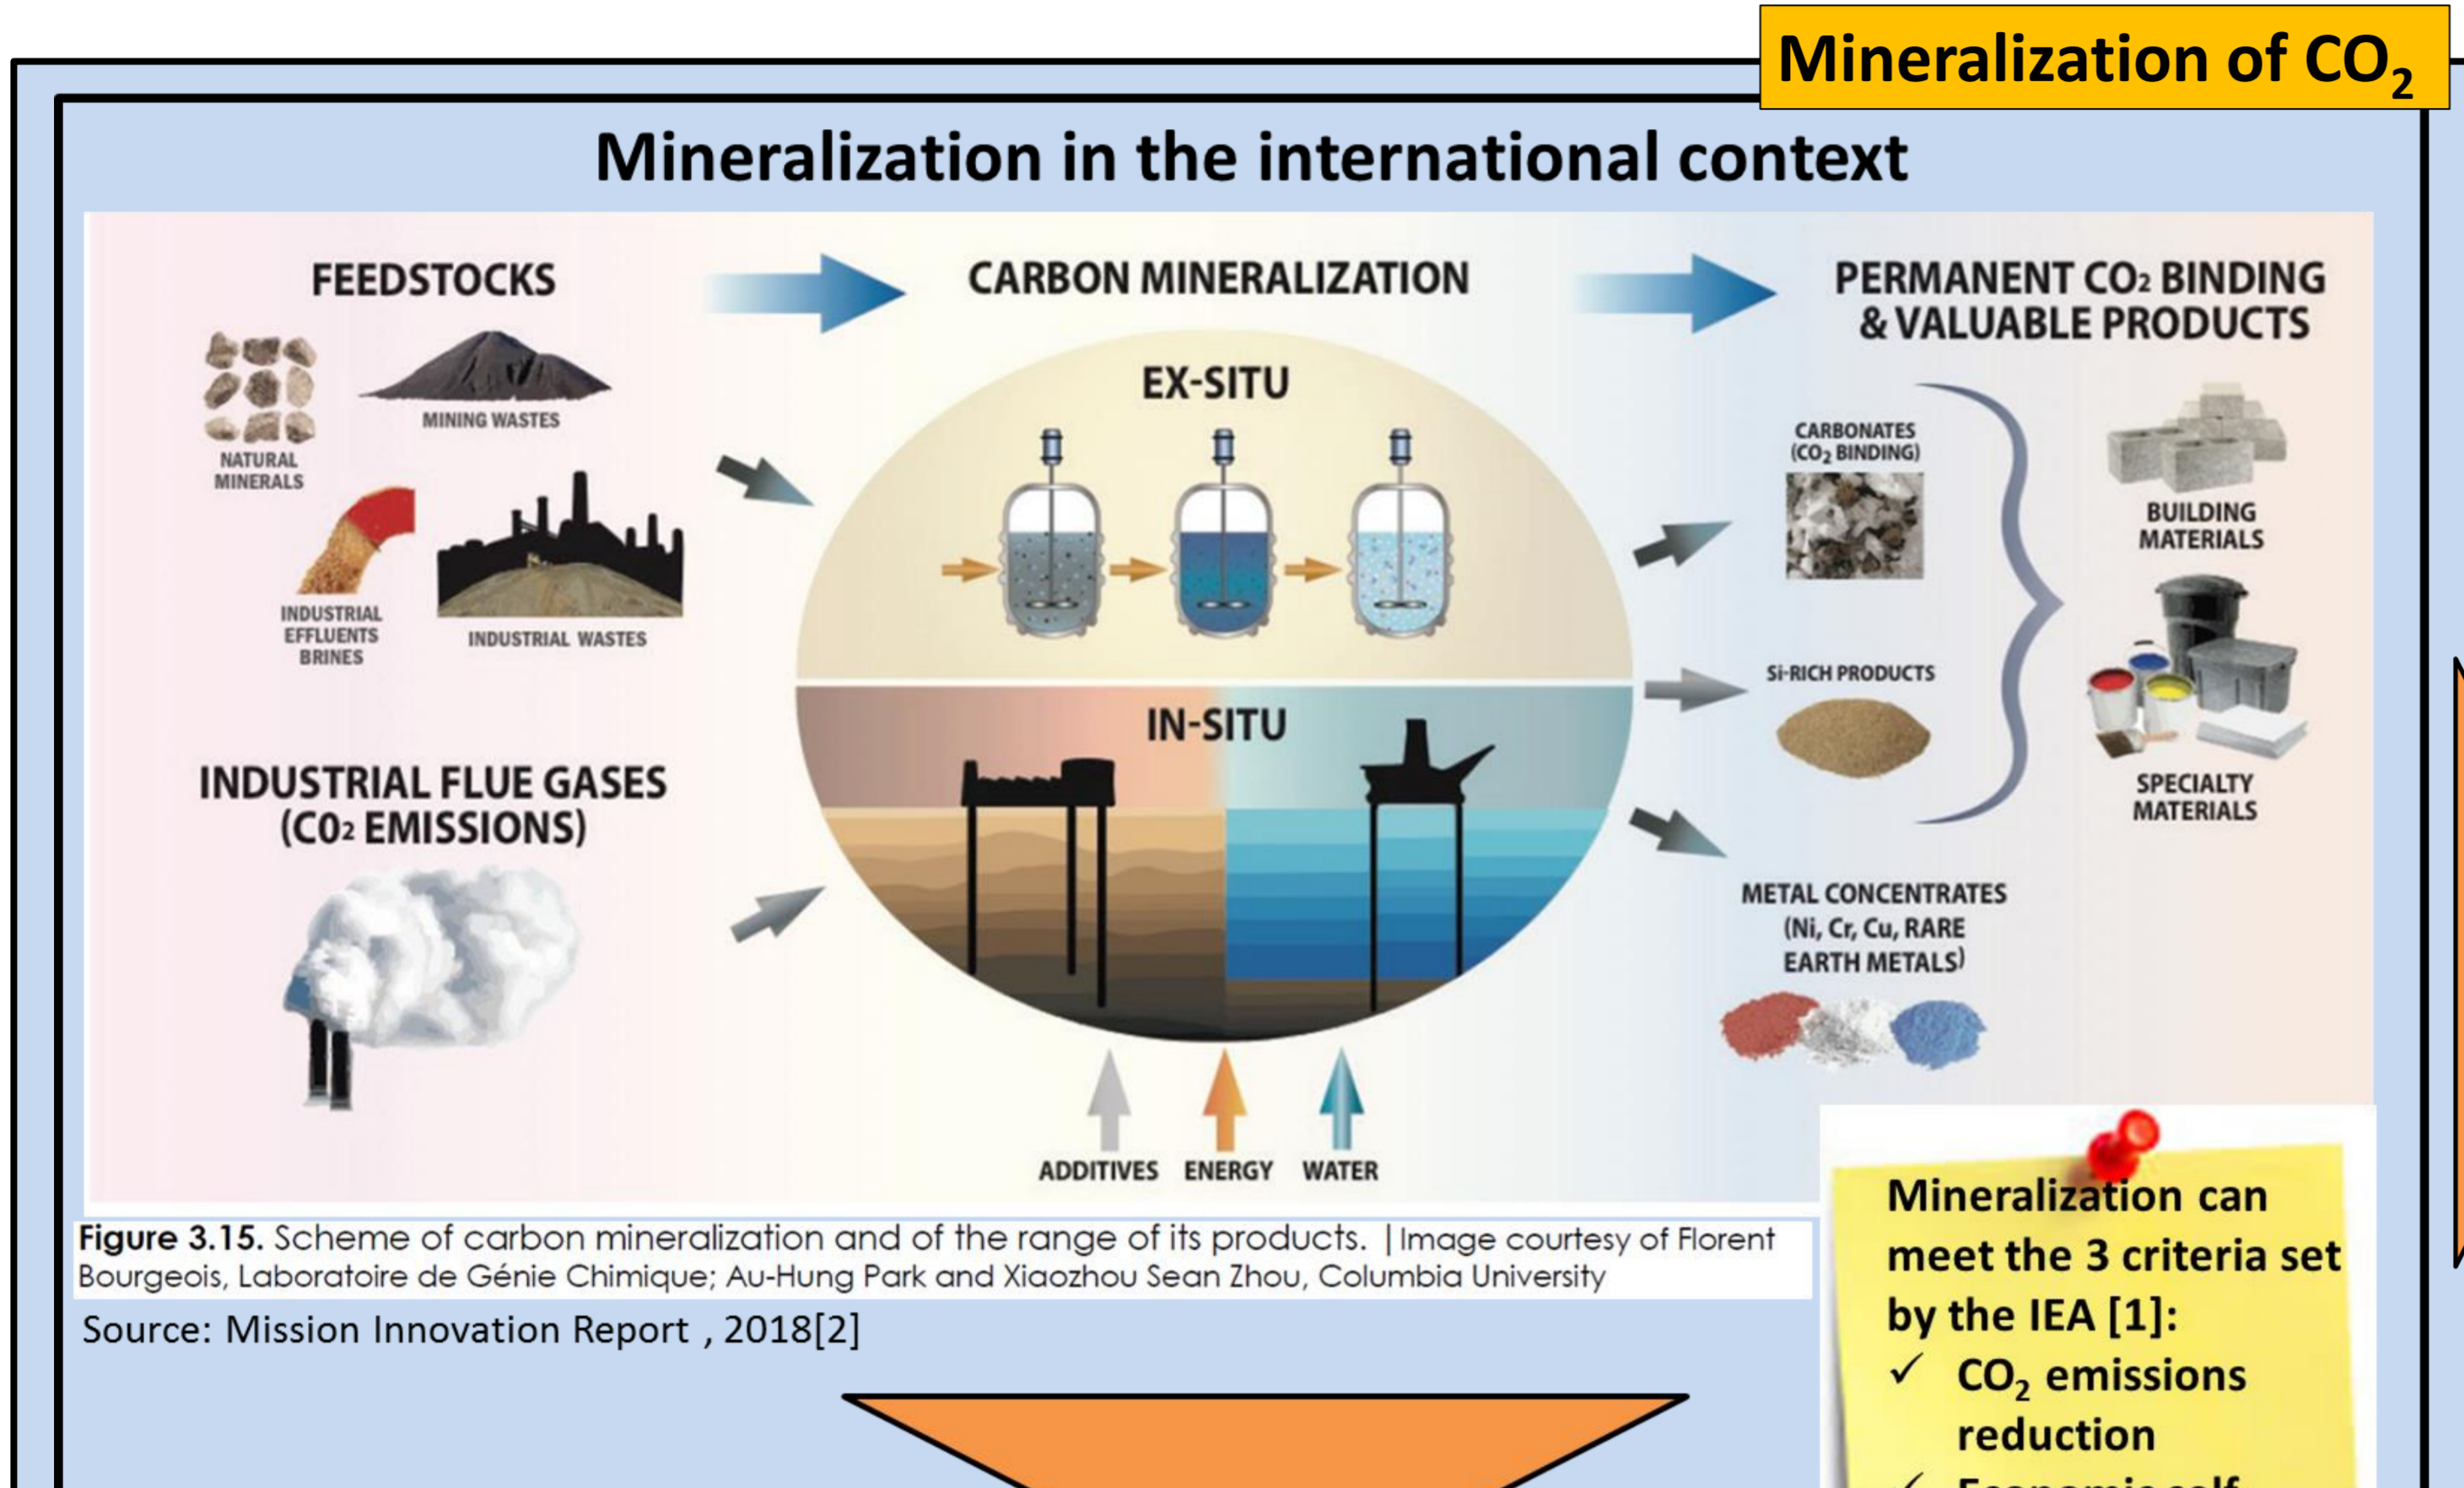 Mineralization of CO₂
Mineralization in the international context
FEEDSTOCKS
NATURAL
MINERALS
MINING WASTES
INDUSTRIAL
EFFLUENTS
BRINES
INDUSTRIAL WASTES
INDUSTRIAL FLUE GASES
(C02 EMISSIONS)
CARBON MINERALIZATION
EX-SITU
IN-SITU
ADDITIVES
ENERGY
WATER
PERMANENT CO2 BINDING
& VALUABLE PRODUCTS
CARBONATES
(CO₂ BINDING)
Si-RICH PRODUCTS
METAL CONCENTRATES
(Ni, Cr, Cu, RARE
EARTH METALS)
BUILDING
MATERIALS
SPECIALTY
MATERIALS
Figure 3.15. Scheme of carbon mineralization and of the range of its products. |Image courtesy of Florent
Bourgeois, Laboratoire de Génie Chimique; Au-Hung Park and Xiaozhou Sean Zhou, Columbia University
Source: Mission Innovation Report , 2018[2]
Mineralization can
meet the 3 criteria set
by the IEA [1]:
✓ CO₂ emissions
reduction
✓ Economic self